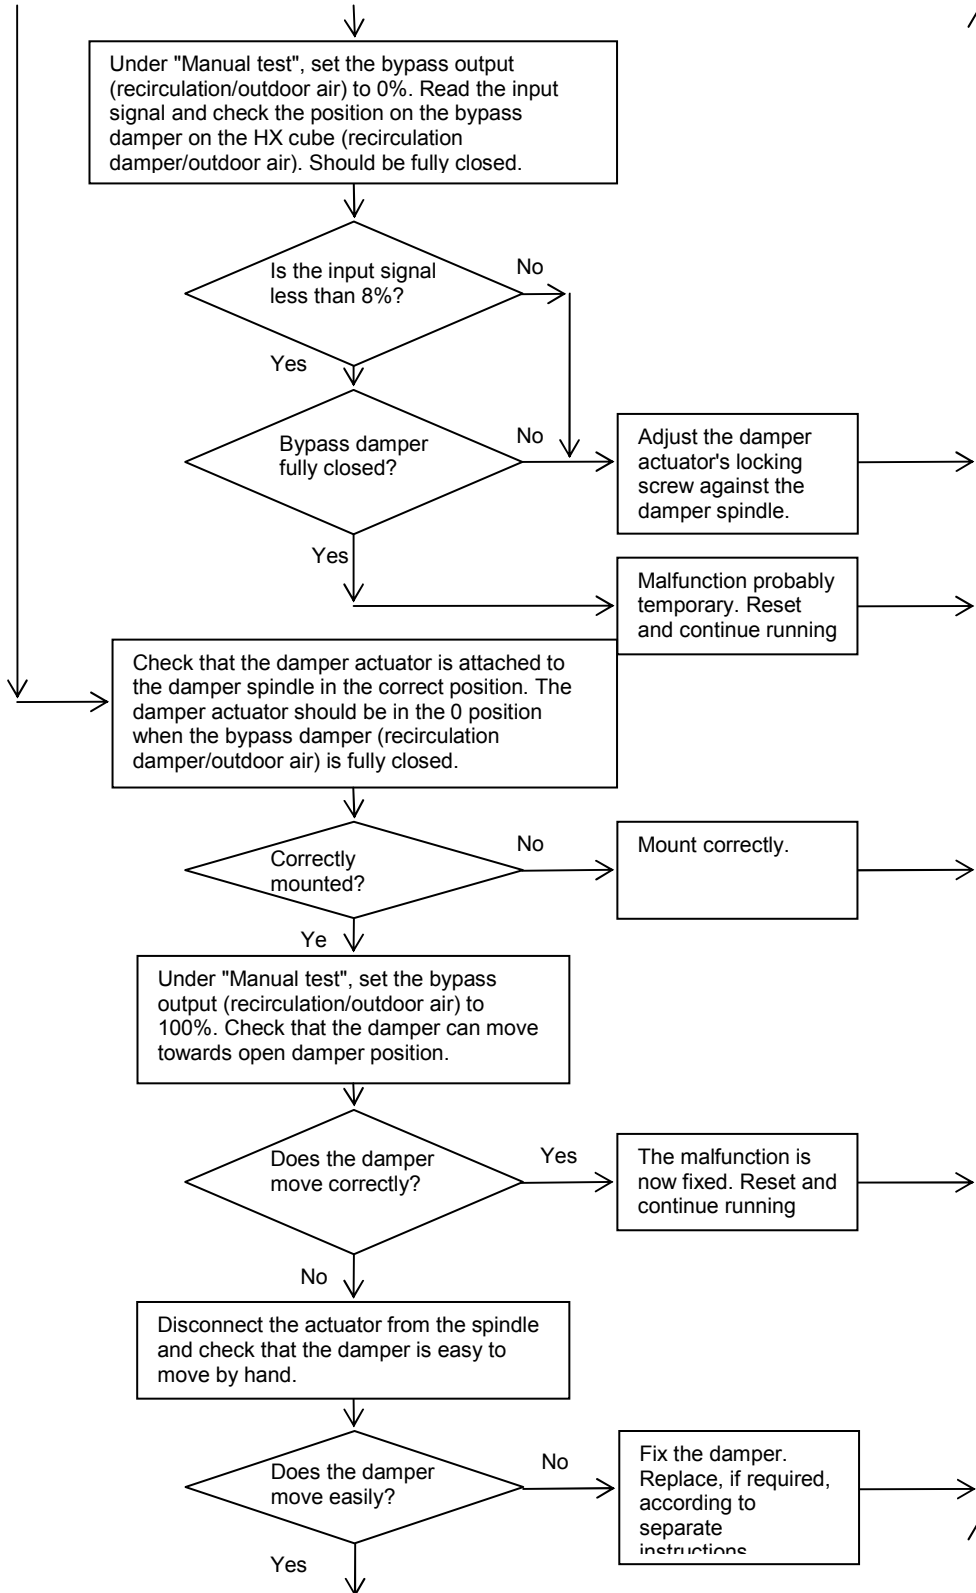 Under "Manual test", set the bypass output
(recirculation/outdoor air) to 0%. Read the input
signal and check the position on the bypass
damper on the HX cube (recirculation
damper/outdoor air). Should be fully closed.
Is the input signal
less than 8%?
No
Yes
Bypass damper
fully closed?
No
Adjust the damper
actuator's locking
screw against the
damper spindle.
Yes
Malfunction probably
temporary. Reset
and continue running
Check that the damper actuator is attached to
the damper spindle in the correct position. The
damper actuator should be in the 0 position
when the bypass damper (recirculation
damper/outdoor air) is fully closed.
Correctly
mounted?
No
Mount correctly.
Ye
Under "Manual test", set the bypass
output (recirculation/outdoor air) to
100%. Check that the damper can move
towards open damper position.
Does the damper
move correctly?
Yes
The malfunction is
now fixed. Reset and
continue running
No
Disconnect the actuator from the spindle
and check that the damper is easy to
move by hand.
Does the damper
move easily?
No
Fix the damper.
Replace, if required,
according to
separate
instructions
Yes